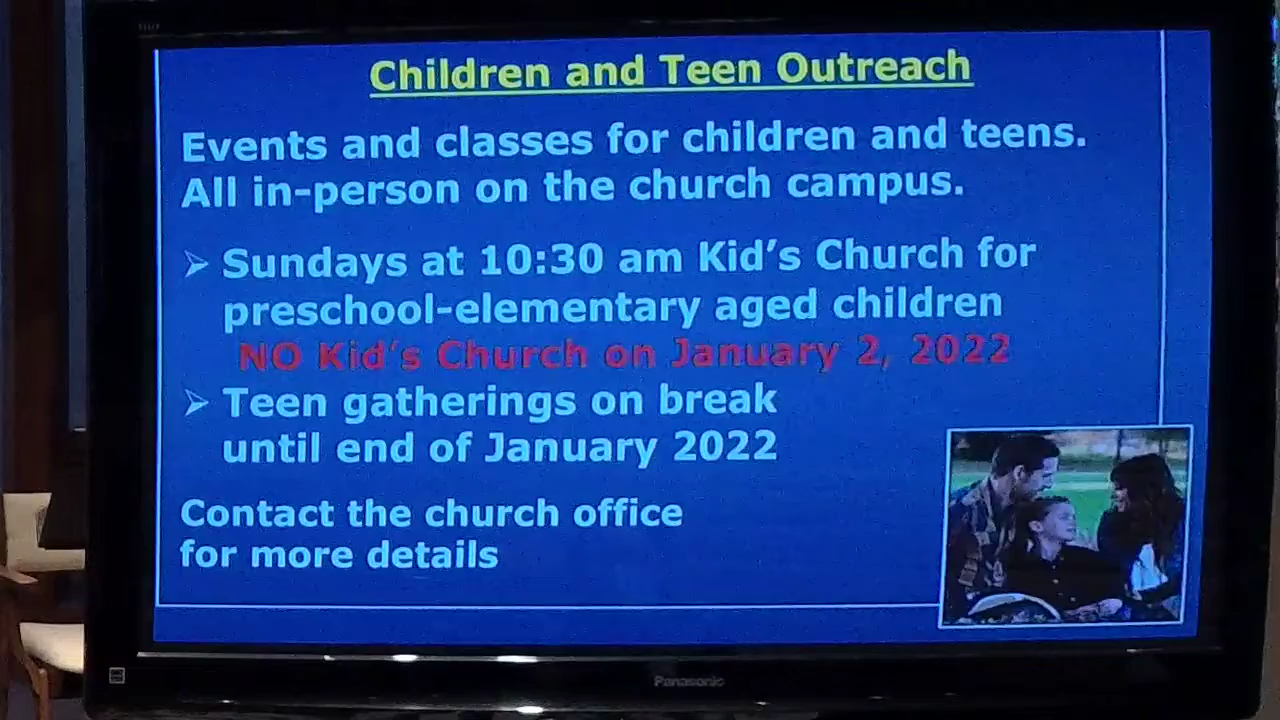 Children and Teen Outreach
Events and classes for children and teens.
All in-person on the church campus.
➢ Sundays at 10:30 am Kid's Church for
preschool-elementary aged children
NO Kid's Church on January 2, 2022
➢ Teen gatherings on break
until end of January 2022
Contact the church office
for more details
Panasonic